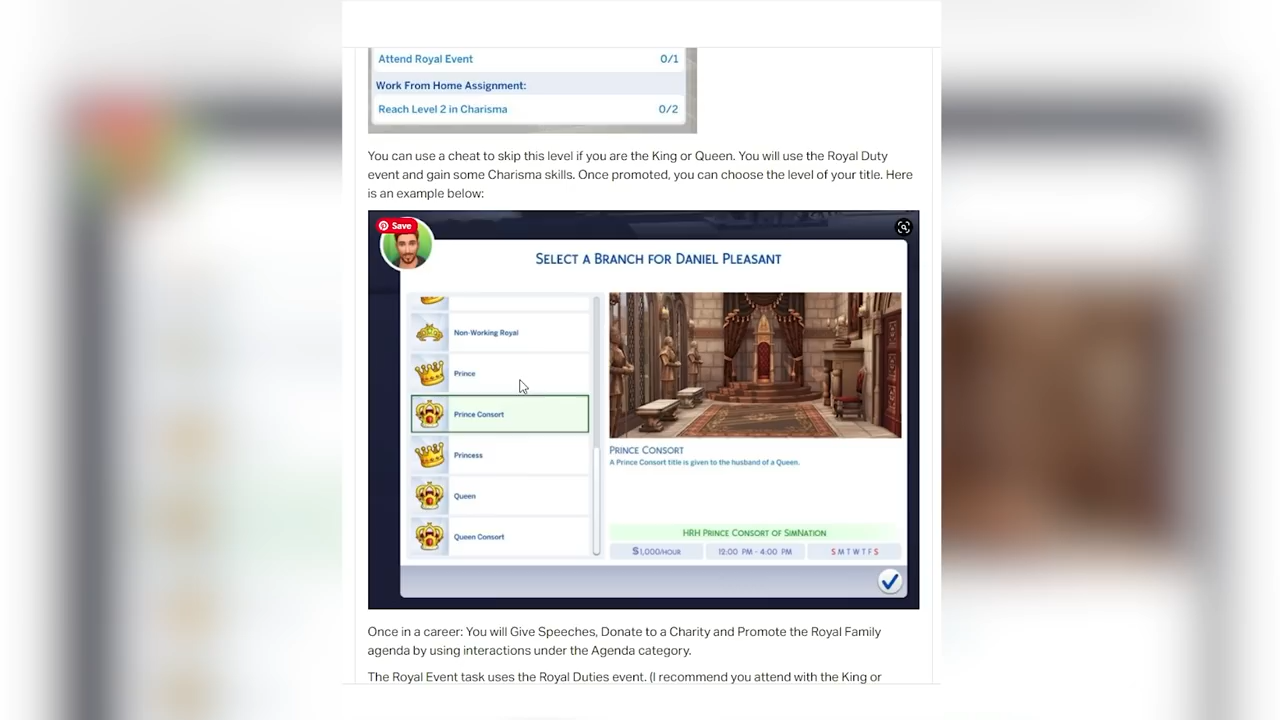 Attend Royal Event 0/1
Work From Home Assignment:
Reach Level 2 in Charisma 0/2
You can use a cheat to skip this level if you are the King or Queen. You will use the Royal Duty
event and gain some Charisma skills. Once promoted, you can choose the level of your title. Here
is an example below:
Save
Select a Branch for Daniel Pleasant
Non-Working Royal
Prince
Prince Consort
Princess
Queen
Queen Consort
Prince Consort
A Prince Consort title is given to the husband of a Queen.
HRH Prince Consort of SimNation
$1,000/hour 12:00 PM - 4:00 PM S M T W T F S
Once in a career: You will Give Speeches, Donate to a Charity and Promote the Royal Family
agenda by using interactions under the Agenda category.
The Royal Event task uses the Royal Duties event. (I recommend you attend with the King or